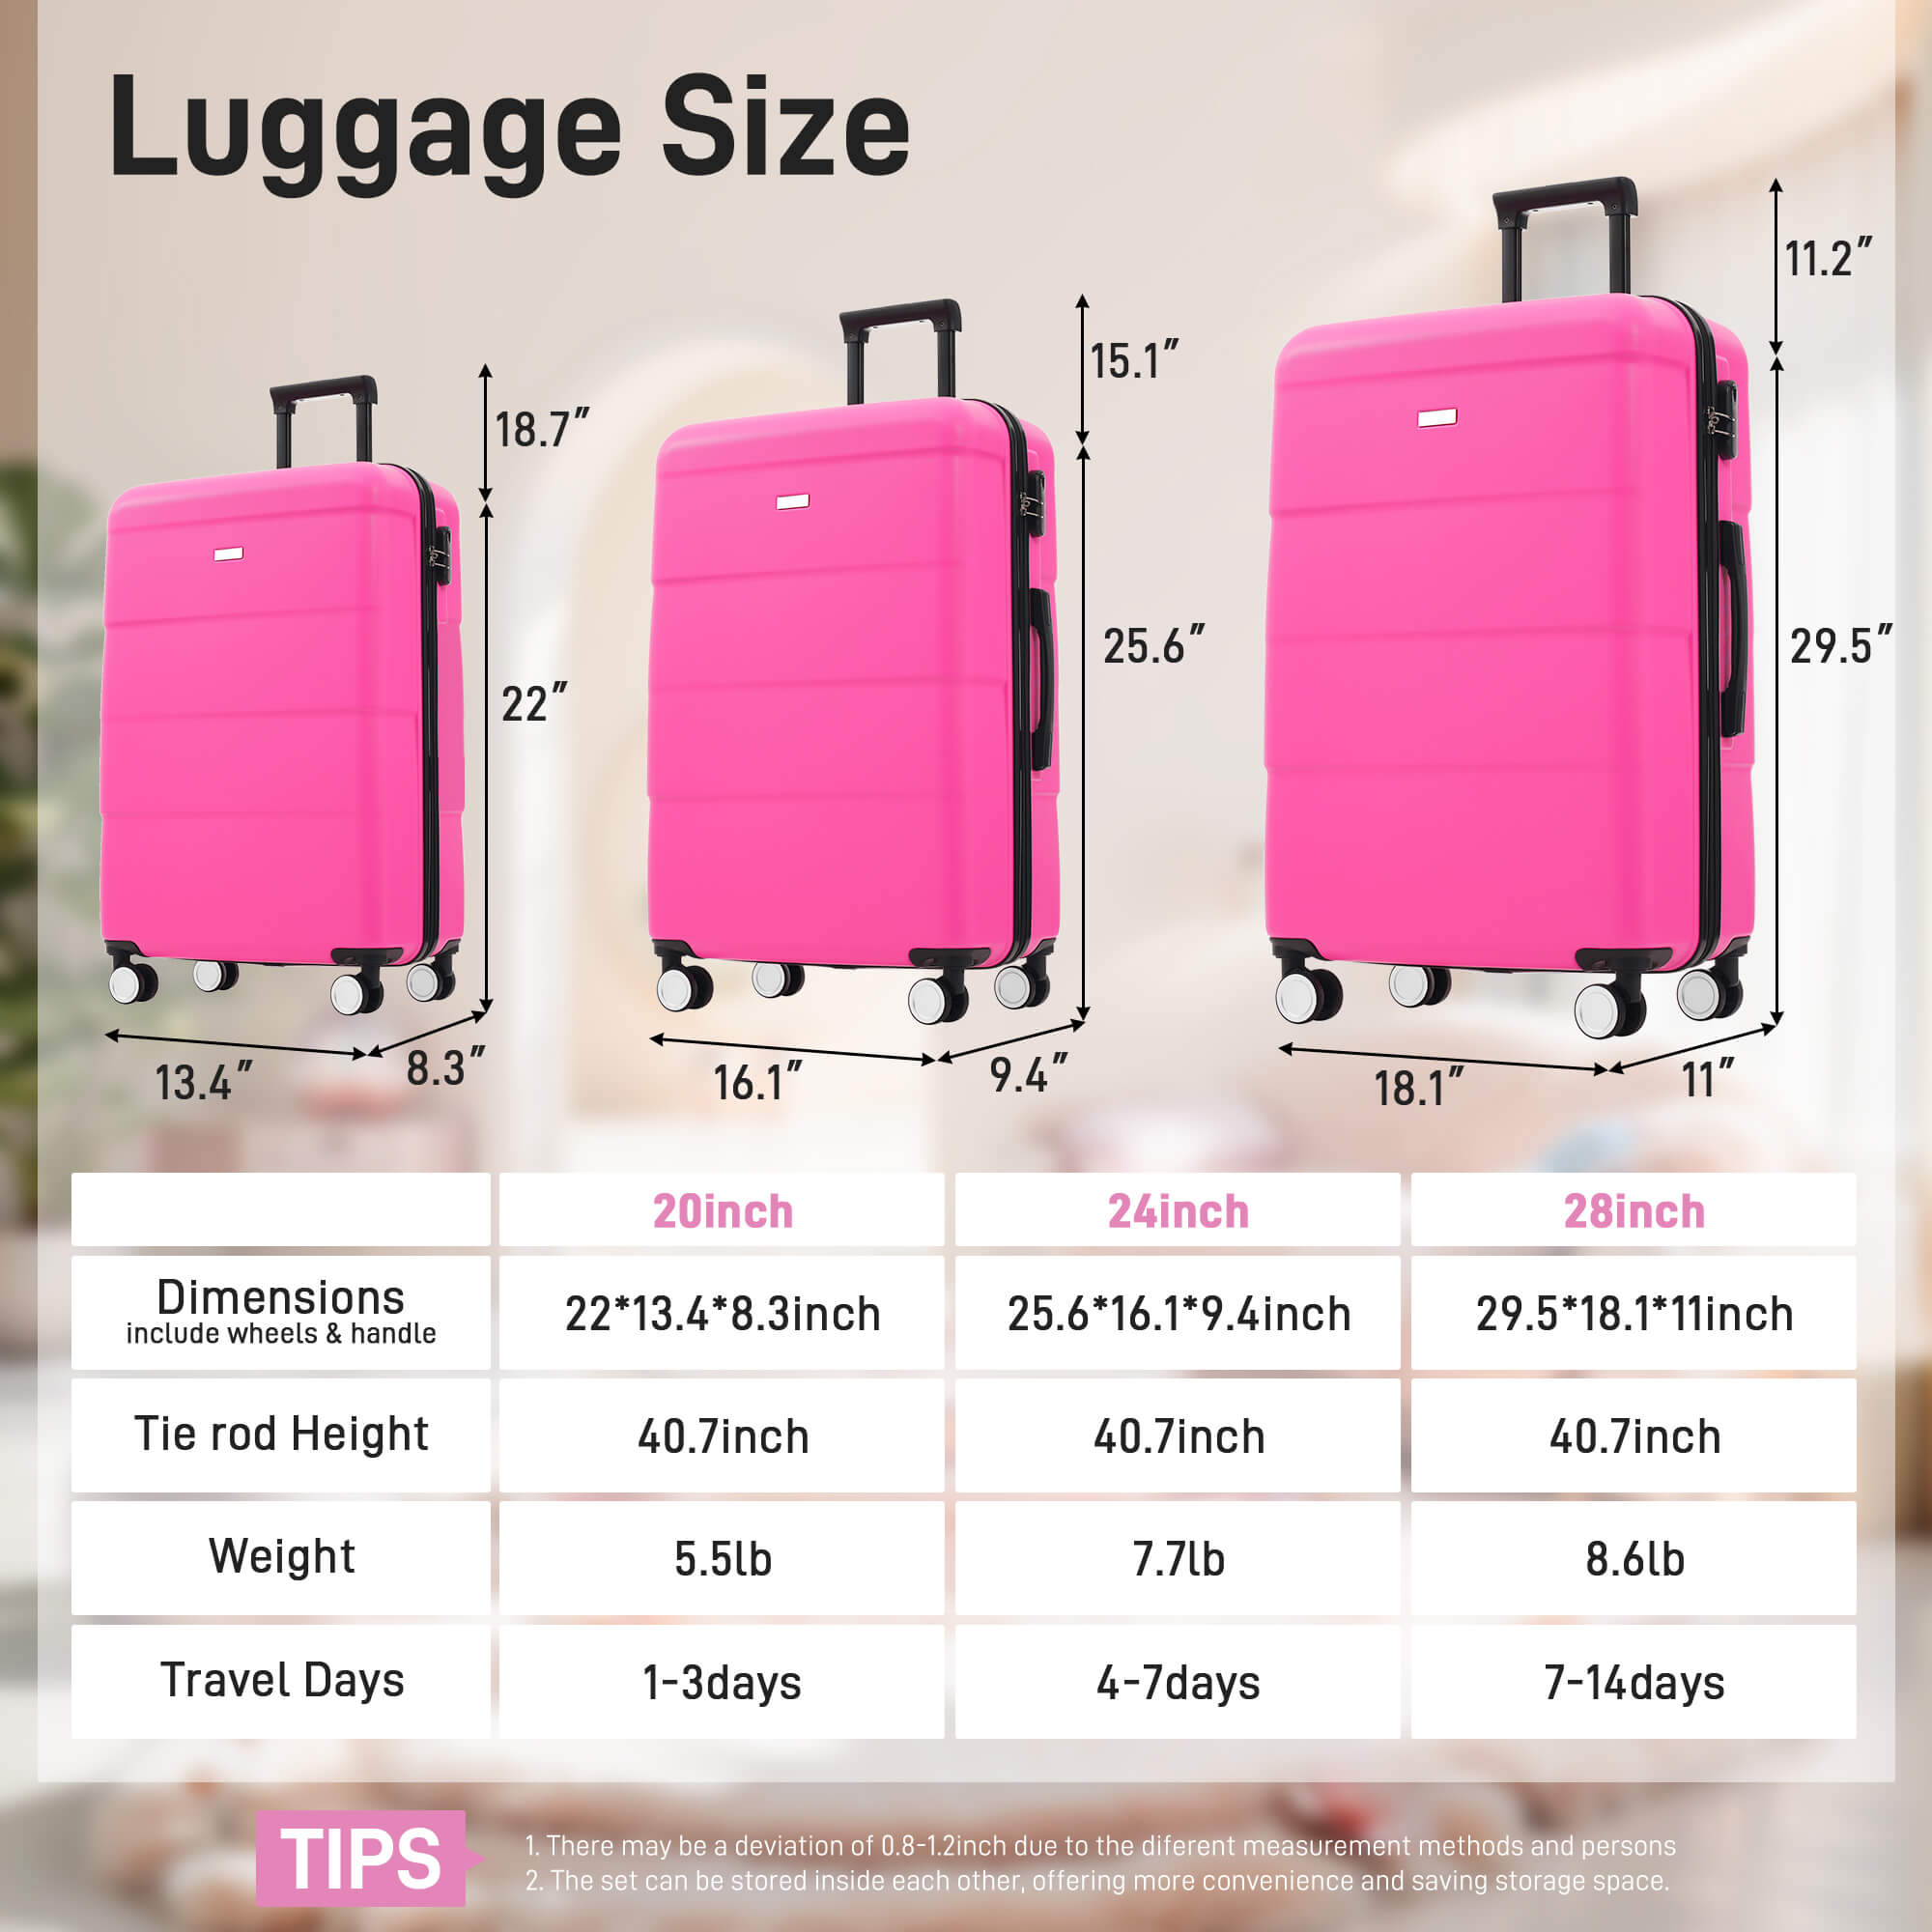 Luggage Size
11.2"
15.1"
18.7"
22"
25.6"
29.5"
13.4"
8.3"
16.1"
9.4"
18.1"
11"
20inch
24inch
28inch
Dimensions
include wheels & handle
22*13.4*8.3inch
25.6*16.1*9.4inch
29.5*18.1*11inch
Tie rod Height
40.7inch
40.7inch
40.7inch
Weight
5.5lb
7.7lb
8.6lb
Travel Days
1-3days
4-7days
7-14days
TIPS
1. There may be a deviation of 0.8-1.2inch due to the diferent measurement methods and persons
2. The set can be stored inside each other, offering more convenience and saving storage space.